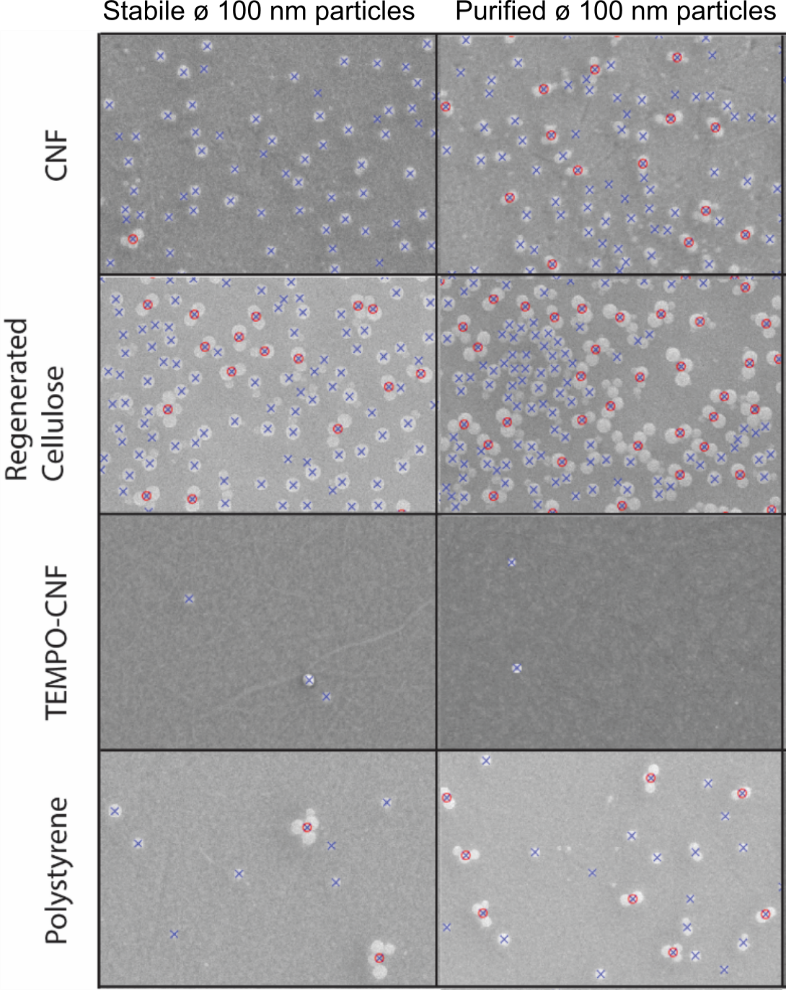 Stabile ø 100 nm particles
Purified ø 100 nm particles
CNF
Regenerated
Cellulose
TEMPO-CNF
Polystyrene